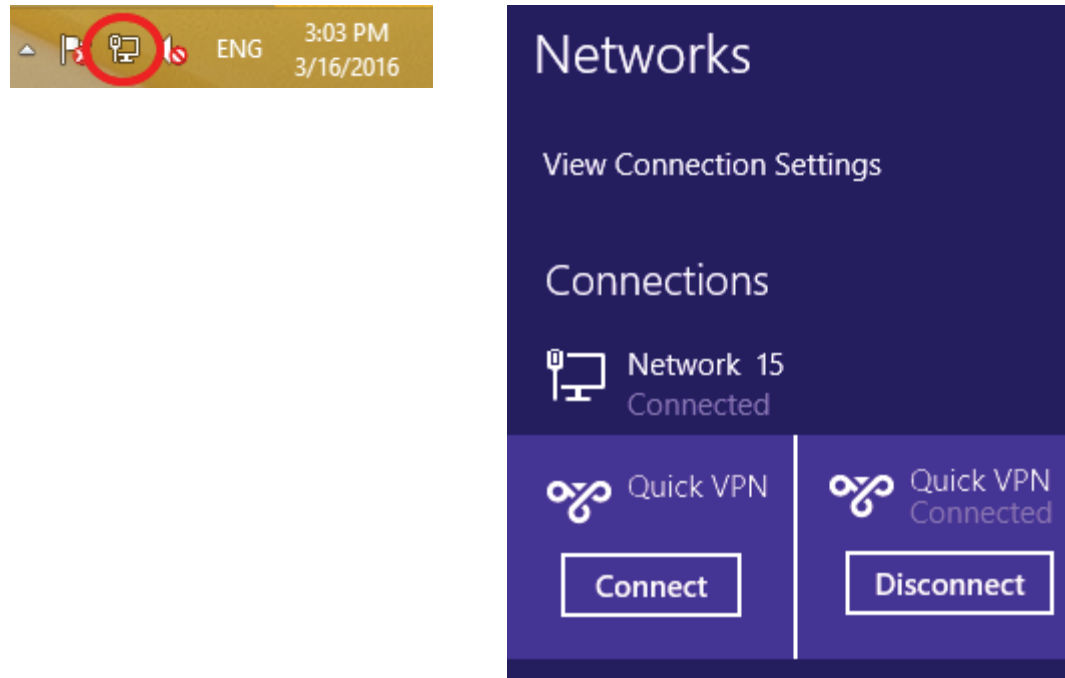 ENG
3:03 PM
3/16/2016
Networks
View Connection Settings
Connections
Network 15
Connected
Quick VPN
Connect
Quick VPN
Connected
Disconnect